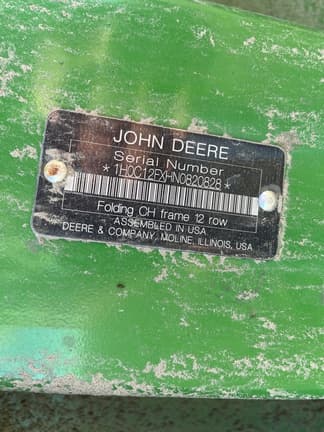 JOHN DEERE
Serial Number
*1H0C12FXHN0820828*
Folding CH frame 12 row
ASSEMBLED IN USA
DEERE & COMPANY, MOLINE, ILLINOIS, USA